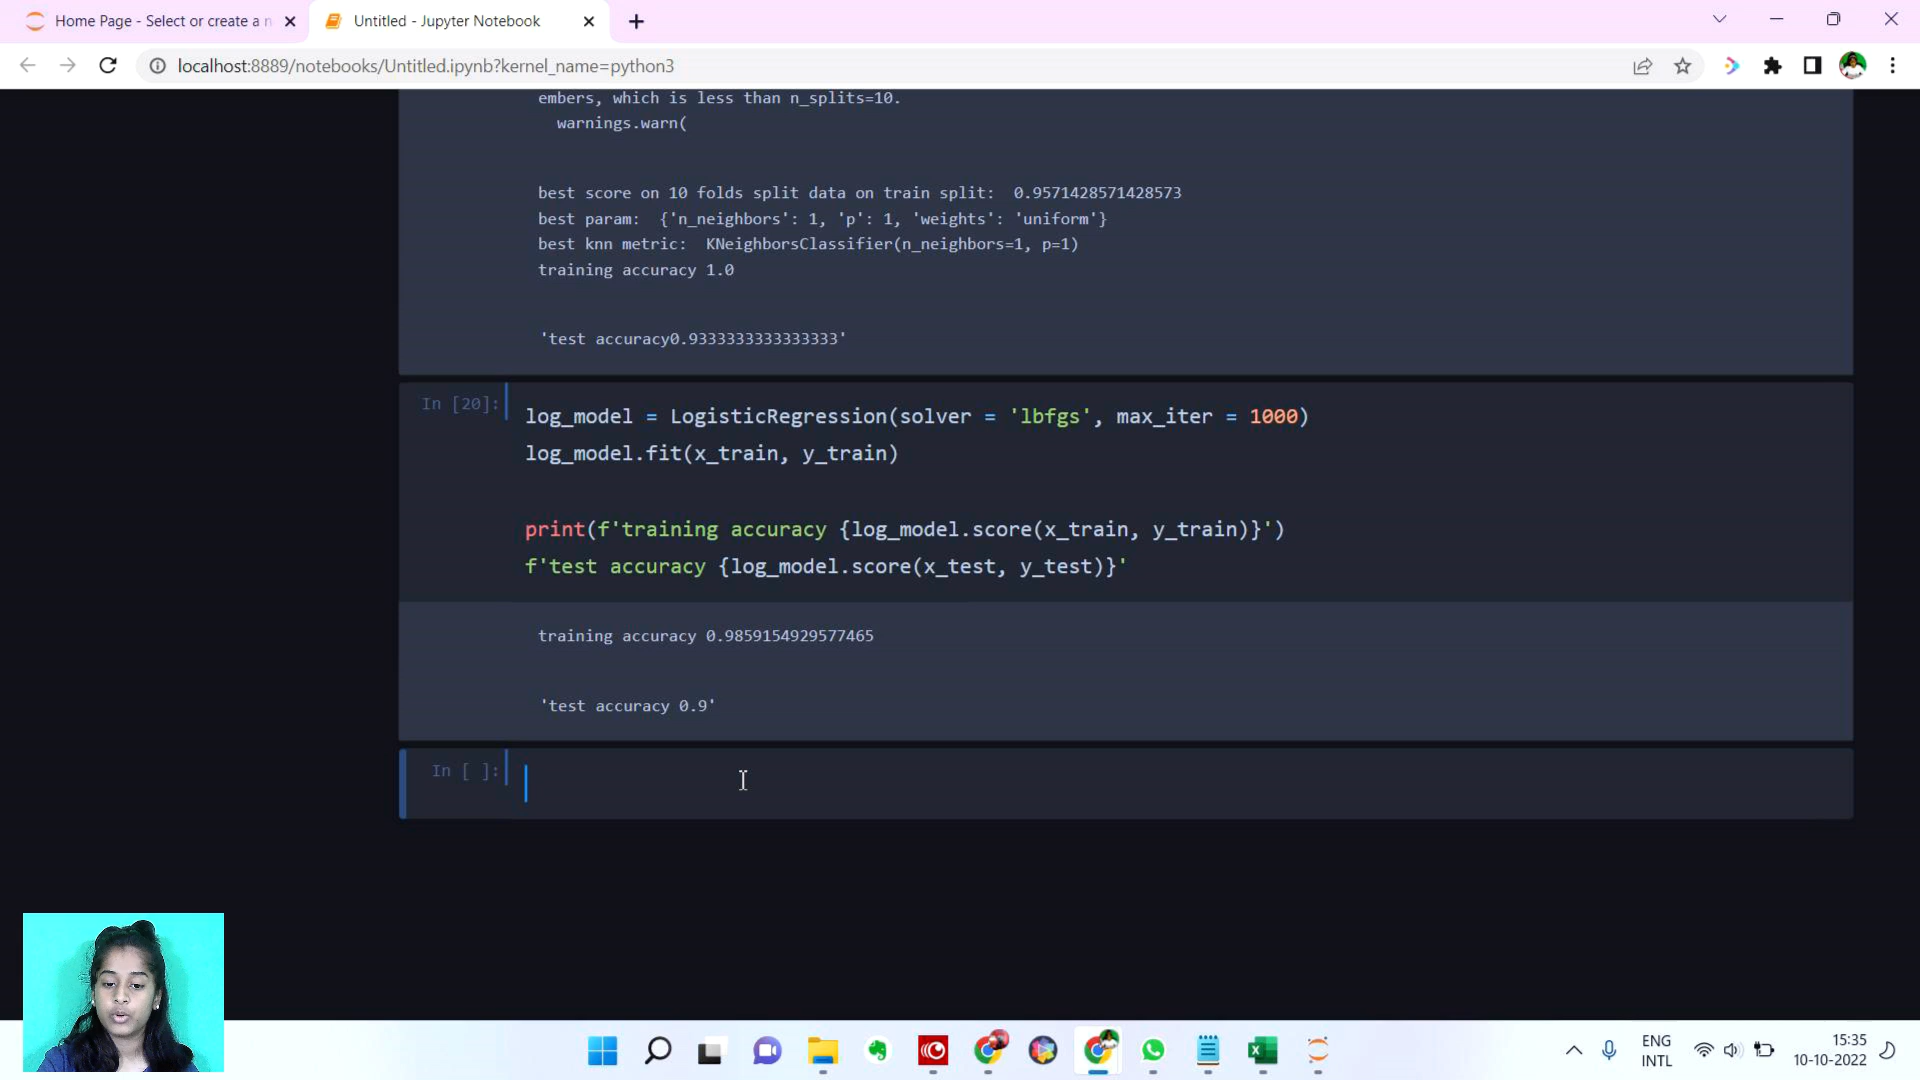 Home Page - Select or create a n
Untitled - Jupyter Notebook
localhost:8889/notebooks/Untitled.ipynb?kernel_name=python3
embers, which is less than n_splits=10.
warnings.warn(
best score on 10 folds split data on train split:  0.9571428571428573
best param:  {'n_neighbors': 1, 'p': 1, 'weights': 'uniform'}
best knn metric:  KNeighborsClassifier(n_neighbors=1, p=1)
training accuracy 1.0
'test accuracy0.9333333333333333'
In [20]:
log_model = LogisticRegression(solver = 'lbfgs', max_iter = 1000)
log_model.fit(x_train, y_train)
print(f'training accuracy {log_model.score(x_train, y_train)}')
f'test accuracy {log_model.score(x_test, y_test)}'
training accuracy 0.9859154929577465
'test accuracy 0.9'
In [ ]:
ENG
INTL
15:35
10-10-2022